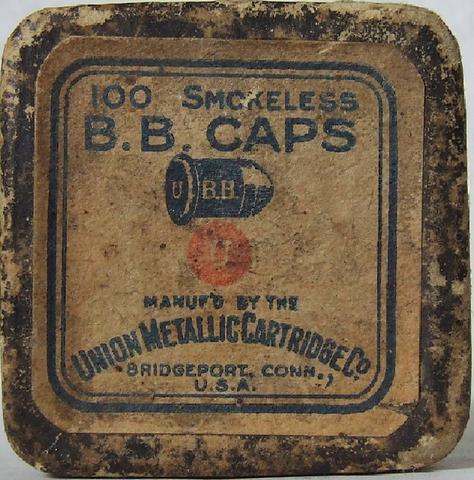 100 SMOKELESS
B.B. CAPS
U B.B.
U
MANUF'D BY THE
UNION METALLIC CARTRIDGE CO
BRIDGEPORT, CONN.,
U.S.A.